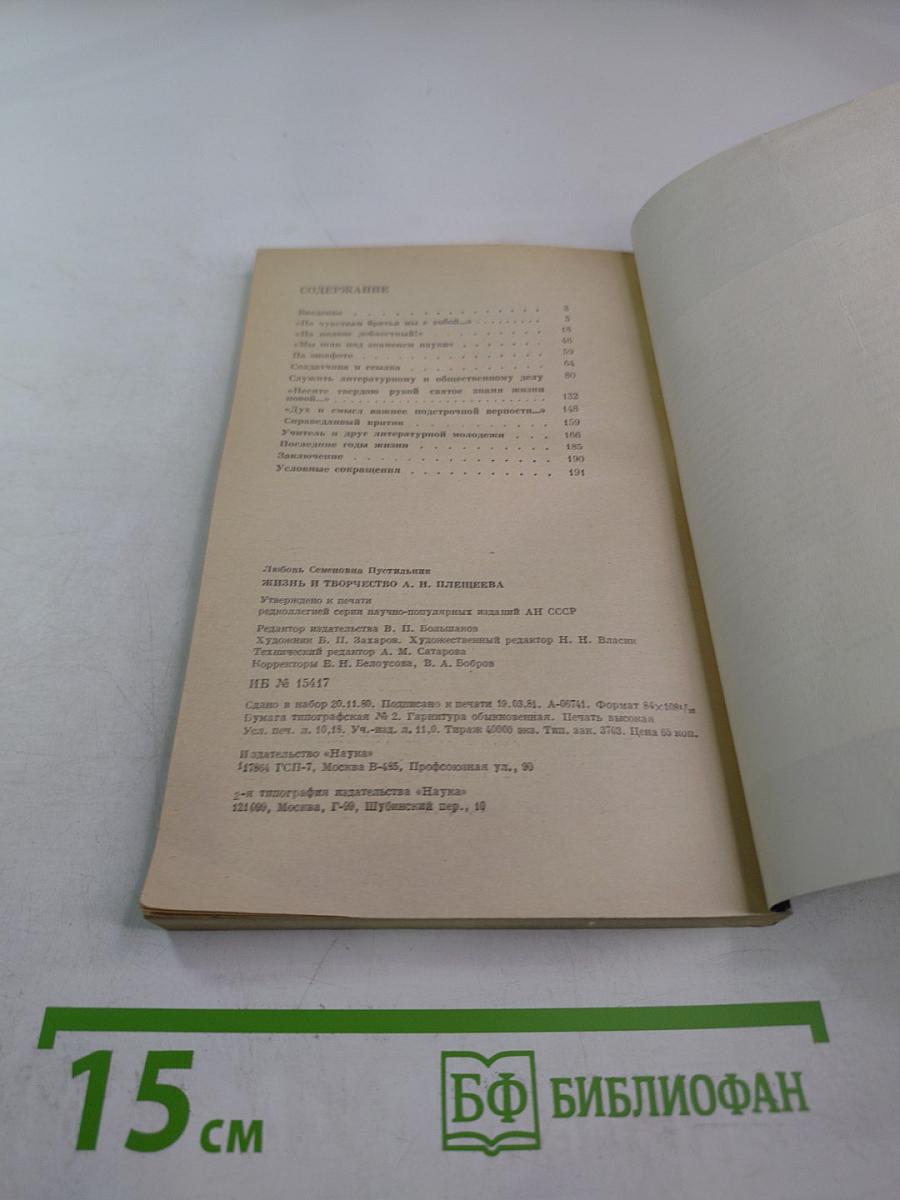 СОДЕРЖАНИЕ
Введение . . . . . . . . . . . . . . . 3
«По чувствам братья мы с тобой...» . . . . . . . 5
«На подвиг доблестный!» . . . . . . . . . . 18
«Мы шли под знаменем науки» . . . . . . . . 46
На эшафоте . . . . . . . . . . . . . . 59
Солдатчина и ссылка . . . . . . . . . . . 64
Служить литературному и общественному делу 80
«Несите твердою рукой святое знамя жизни
новой...» . . . . . . . . . . . . . . . 132
«Дух и смысл важнее подстрочной верности...» 148
Справедливый критик . . . . . . . . . . 159
Учитель и друг литературной молодежи . . . 166
Последние годы жизни . . . . . . . . . . 185
Заключение . . . . . . . . . . . . . . 190
Условные сокращения . . . . . . . . . . . 191
Любовь Семеновна Пустильник
ЖИЗНЬ И ТВОРЧЕСТВО А. Н. ПЛЕЩЕЕВА
Утверждено к печати
редколлегией серии научно-популярных изданий АН СССР
Редактор издательства В. П. Большаков
Художник Б. П. Захаров. Художественный редактор Н. Н. Власик
Технический редактор А. М. Сатарова
Корректоры Е. Н. Белоусова, В. А. Бобров
ИБ № 15417
Сдано в набор 20.11.80. Подписано к печати 19.03.81. А-06741. Формат 84×108 1/32
Бумага типографская № 2. Гарнитура обыкновенная. Печать высокая
Усл. печ. л. 10,18. Уч.-изд. л. 11,0. Тираж 40000 экз. Тип. зак. 3703. Цена 65 коп.
Издательство «Наука»
117864 ГСП-7, Москва В-485, Профсоюзная ул., 90
2-я типография издательства «Наука»
121099, Москва, Г-99, Шубинский пер., 10
15 см
БФ БИБЛИОФАН